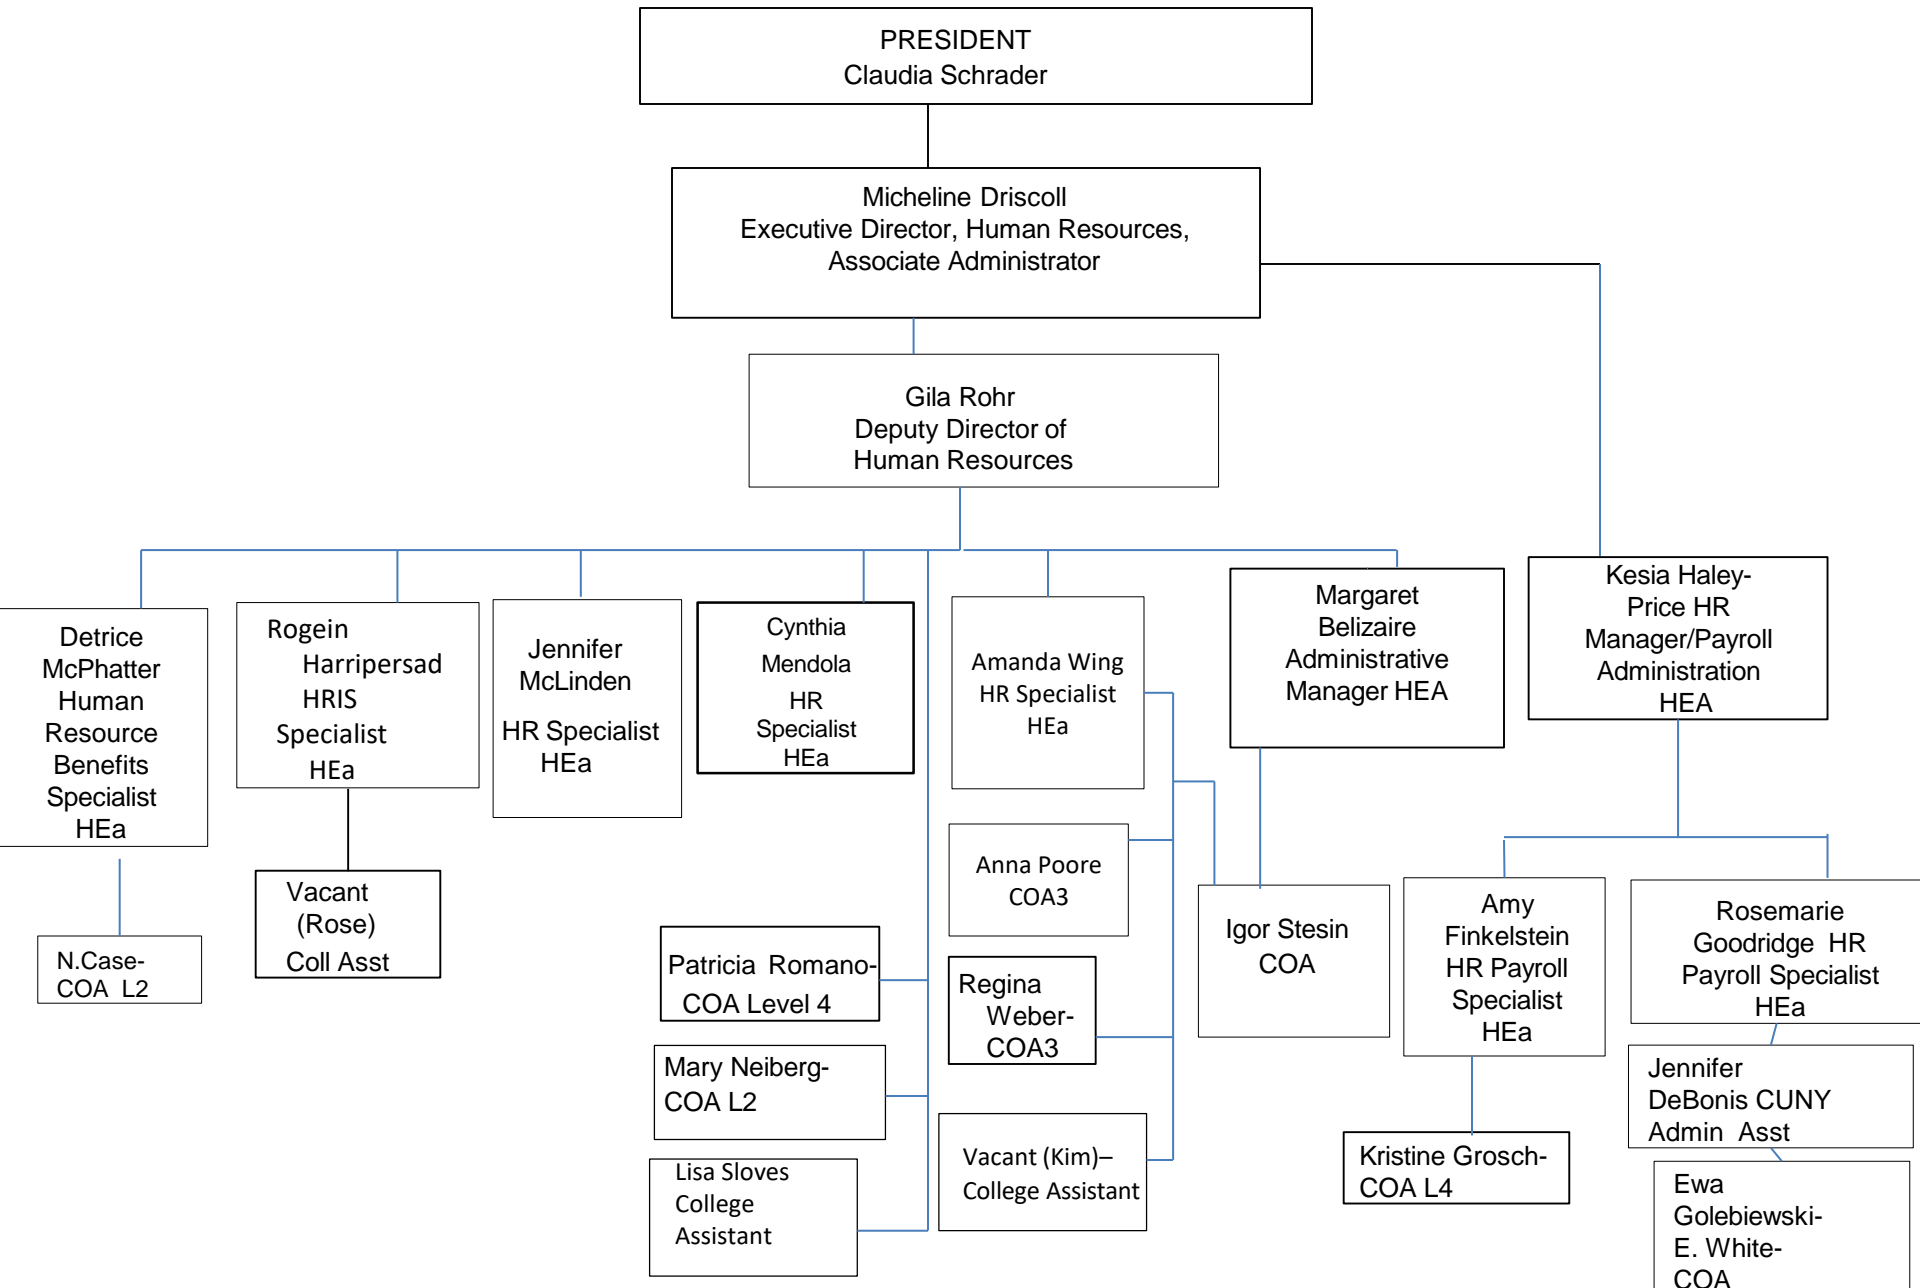 PRESIDENT
Claudia Schrader
Micheline Driscoll
Executive Director, Human Resources,
Associate Administrator
Gila Rohr
Deputy Director of
Human Resources
Detrice
McPhatter
Human
Resource
Benefits
Specialist
HEa
Rogein
Harripersad
HRIS
Specialist
HEa
Jennifer
McLinden
HR Specialist
HEa
Cynthia
Mendola
HR
Specialist
HEa
Amanda Wing
HR Specialist
HEa
Margaret
Belizaire
Administrative
Manager HEA
Kesia Haley-
Price HR
Manager/Payroll
Administration
HEA
N.Case-
COA L2
Vacant
(Rose)
Coll Asst
Patricia Romano-
COA Level 4
Mary Neiberg-
COA L2
Lisa Sloves
College
Assistant
Anna Poore
COA3
Regina
Weber-
COA3
Vacant (Kim)–
College Assistant
Igor Stesin
COA
Amy
Finkelstein
HR Payroll
Specialist
HEa
Kristine Grosch-
COA L4
Rosemarie
Goodridge HR
Payroll Specialist
HEa
Jennifer
DeBonis CUNY
Admin Asst
Ewa
Golebiewski-
E. White-
COA